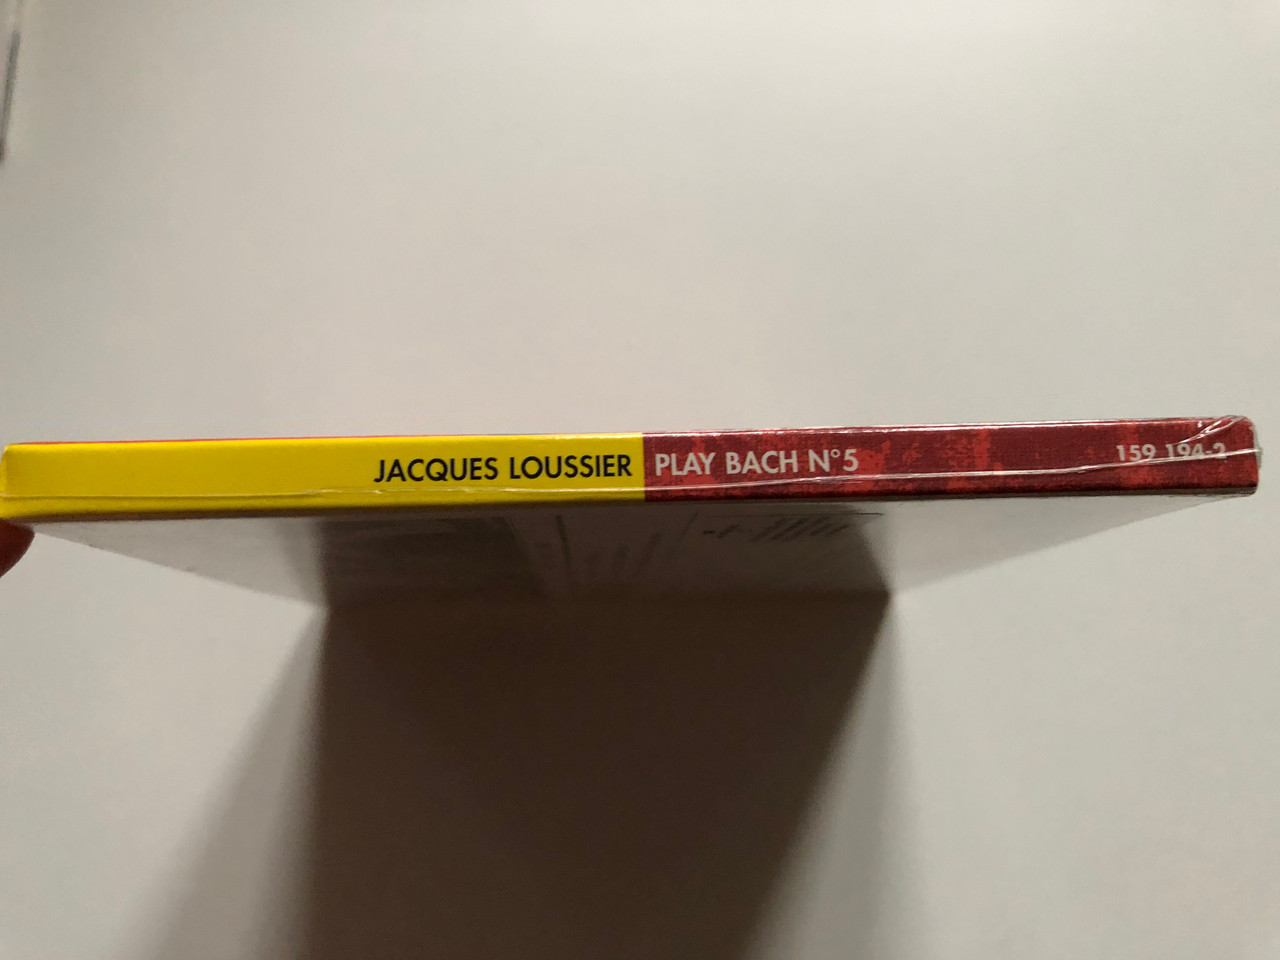 JACQUES LOUSSIER PLAY BACH N°5 159 194-2